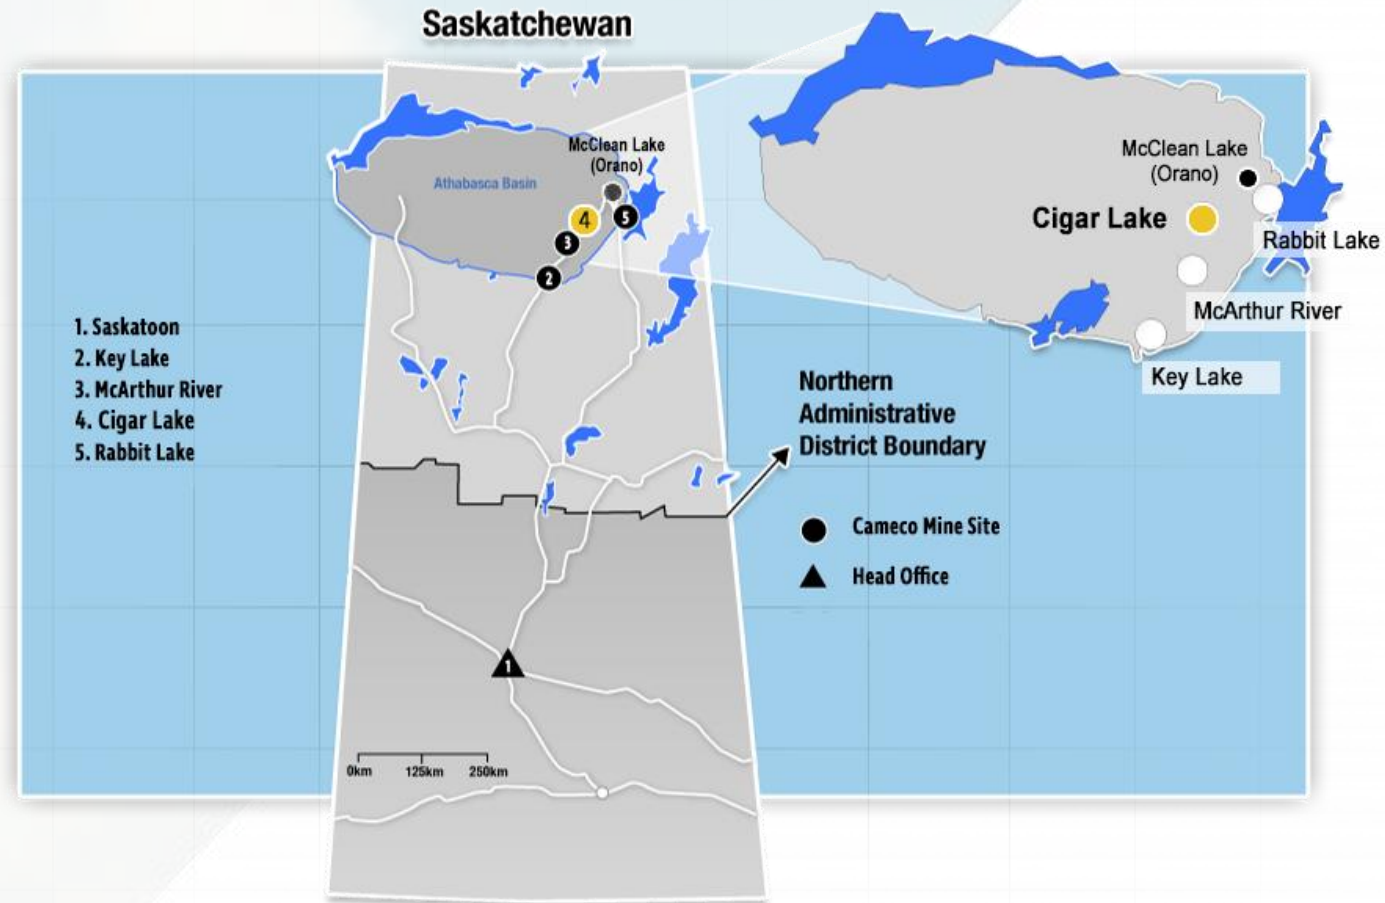 Saskatchewan
McClean Lake
(Orano)
Athabasca Basin
4
5
3
2
1. Saskatoon
2. Key Lake
3. McArthur River
4. Cigar Lake
5. Rabbit Lake
1
0km 125km 250km
McClean Lake
(Orano)
Cigar Lake
Rabbit Lake
McArthur River
Key Lake
Northern
Administrative
District Boundary
Cameco Mine Site
Head Office